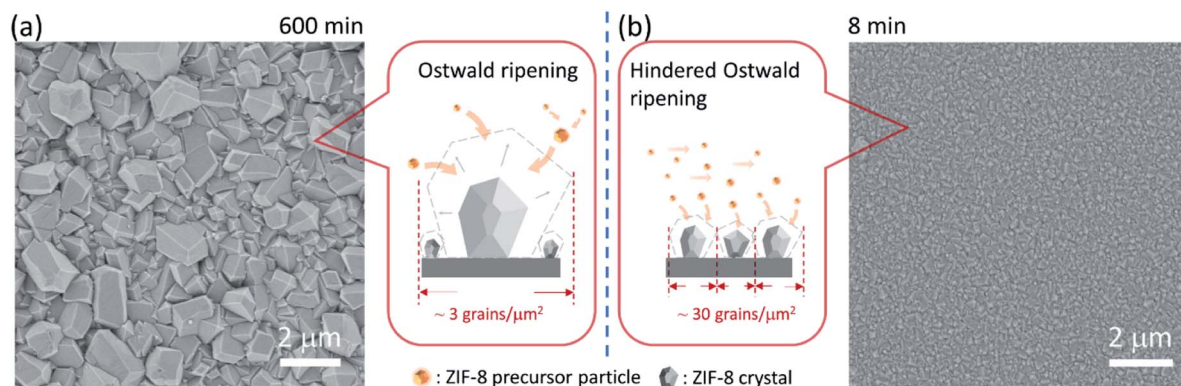 (a)
600 min
Ostwald ripening
~ 3 grains/μm²
2 μm
(b)
8 min
Hindered Ostwald
ripening
~ 30 grains/μm²
2 μm
: ZIF-8 precursor particle
: ZIF-8 crystal